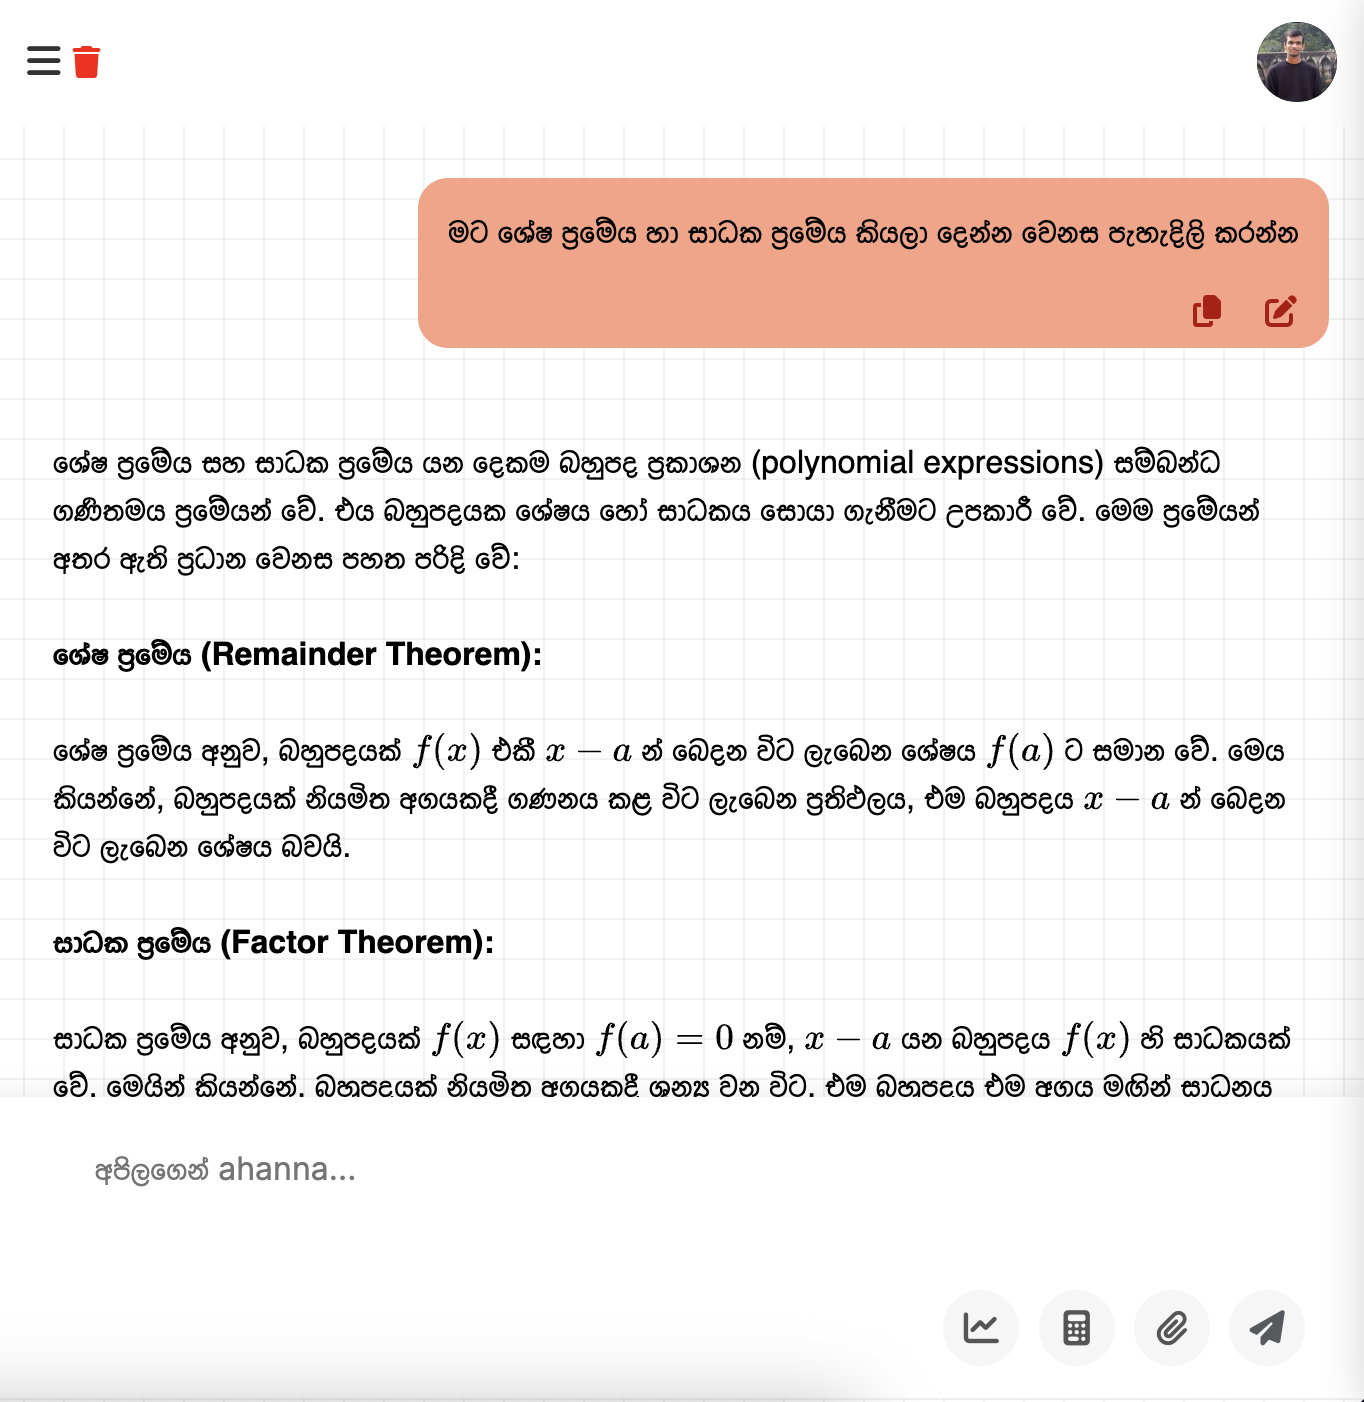 මට ශේෂ ප්‍රමේය හා සාධක ප්‍රමේය කියලා දෙන්න වෙනස පැහැදිලි කරන්න
ශේෂ ප්‍රමේය සහ සාධක ප්‍රමේය යන දෙකම බහුපද ප්‍රකාශන (polynomial expressions) සම්බන්ධ
ගණිතමය ප්‍රමේයන් වේ. එය බහුපදයක ශේෂය හෝ සාධකය සොයා ගැනීමට උපකාරී වේ. මෙම ප්‍රමේයන්
අතර ඇති ප්‍රධාන වෙනස පහත පරිදි වේ:
ශේෂ ප්‍රමේය (Remainder Theorem):
ශේෂ ප්‍රමේය අනුව, බහුපදයක් f(x) එකී x − a න් බෙදන විට ලැබෙන ශේෂය f(a) ට සමාන වේ. මෙය
කියන්නේ, බහුපදයක් නියමිත අගයකදී ගණනය කළ විට ලැබෙන ප්‍රතිඵලය, එම බහුපදය x − a න් බෙදන
විට ලැබෙන ශේෂය බවයි.
සාධක ප්‍රමේය (Factor Theorem):
සාධක ප්‍රමේය අනුව, බහුපදයක් f(x) සඳහා f(a) = 0 නම්, x − a යන බහුපදය f(x) හි සාධකයක්
වේ. මෙයින් කියන්නේ, බහුපදයක් නියමිත අගයකදී ශුන්‍ය වන විට, එම බහුපදය එම අගය මඟින් සාධනය
අපිලගෙන් ahanna...